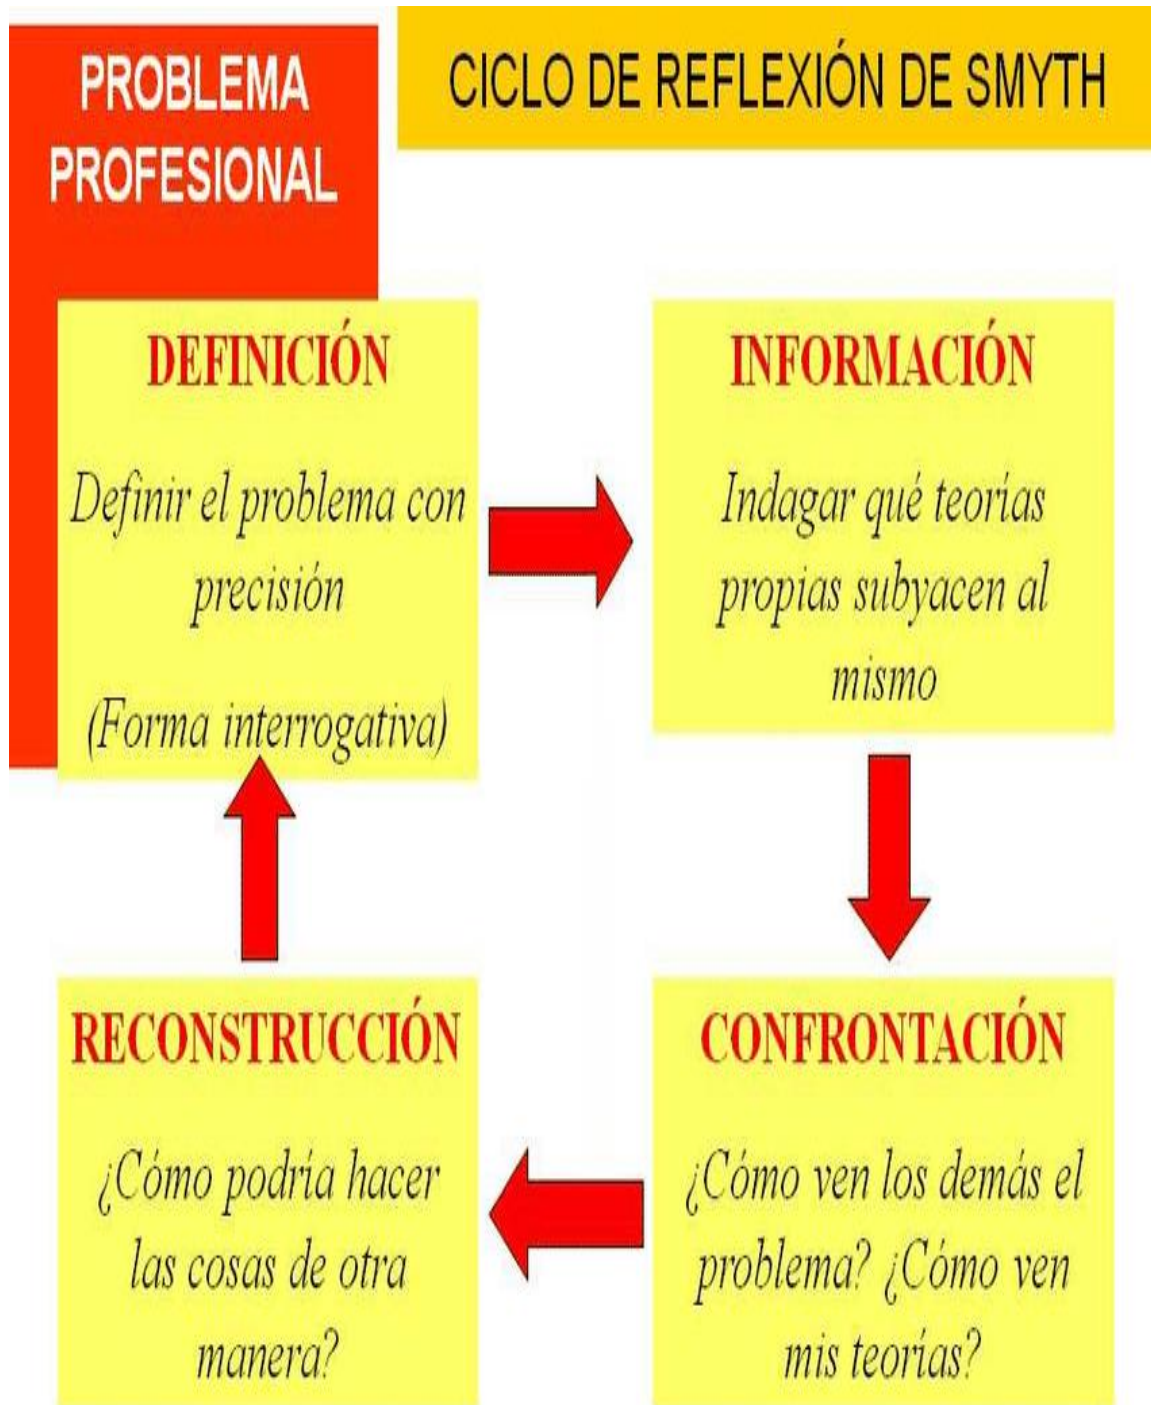 PROBLEMA
PROFESIONAL
CICLO DE REFLEXIÓN DE SMYTH
DEFINICIÓN
Definir el problema con
precisión
(Forma interrogativa)
INFORMACIÓN
Indagar qué teorías
propias subyacen al
mismo
CONFRONTACIÓN
¿Cómo ven los demás el
problema? ¿Cómo ven
mis teorías?
RECONSTRUCCIÓN
¿Cómo podría hacer
las cosas de otra
manera?